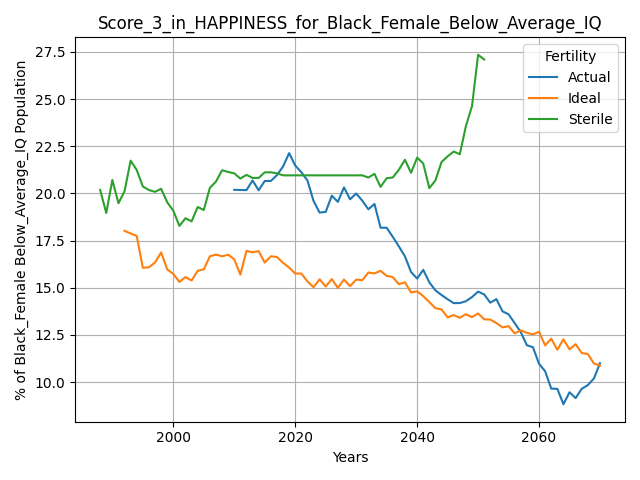 Score_3_in_HAPPINESS_for_Black_Female_Below_Average_IQ
% of Black_Female Below_Average_IQ Population
27.5
25.0
22.5
20.0
17.5
15.0
12.5
10.0
Fertility
Actual
Ideal
Sterile
2000
2020
2040
2060
Years